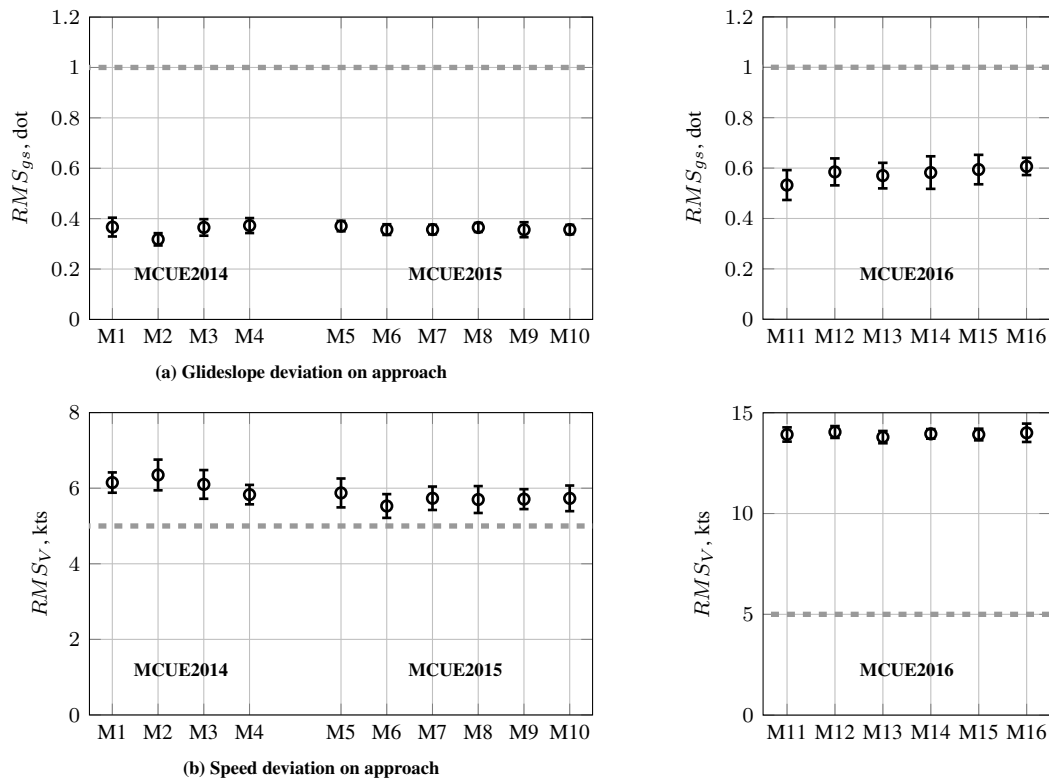 1.2
1
0.8
0.6
0.4
0.2
0
RMS_gs, dot
MCUE2014
MCUE2015
M1 M2 M3 M4 M5 M6 M7 M8 M9 M10
1.2
1
0.8
0.6
0.4
0.2
0
RMS_gs, dot
MCUE2016
M11 M12 M13 M14 M15 M16
(a) Glideslope deviation on approach
8
6
4
2
0
RMS_V, kts
MCUE2014
MCUE2015
M1 M2 M3 M4 M5 M6 M7 M8 M9 M10
15
10
5
0
RMS_V, kts
MCUE2016
M11 M12 M13 M14 M15 M16
(b) Speed deviation on approach